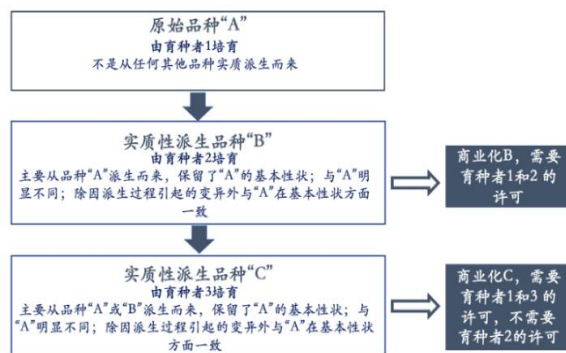 原始品种“A”
由育种者1培育
不是从任何其他品种实质派生而来
实质性派生品种“B”
由育种者2培育
主要从品种“A”派生而来，保留了“A”的基本性状；与“A”明
显不同；除因派生过程引起的变异外与“A”在基本性状方面
一致
商业化B，需要
育种者1和2 的
许可
实质性派生品种“C”
由育种者3培育
主要从品种“A”或“B”派生而来，保留了“A”的基本性状；与
“A”明显不同；除因派生过程引起的变异外与“A”在基本性状
方面一致
商业化C，需要
育种者1和3 的
许可，不需要
育种者2的许可